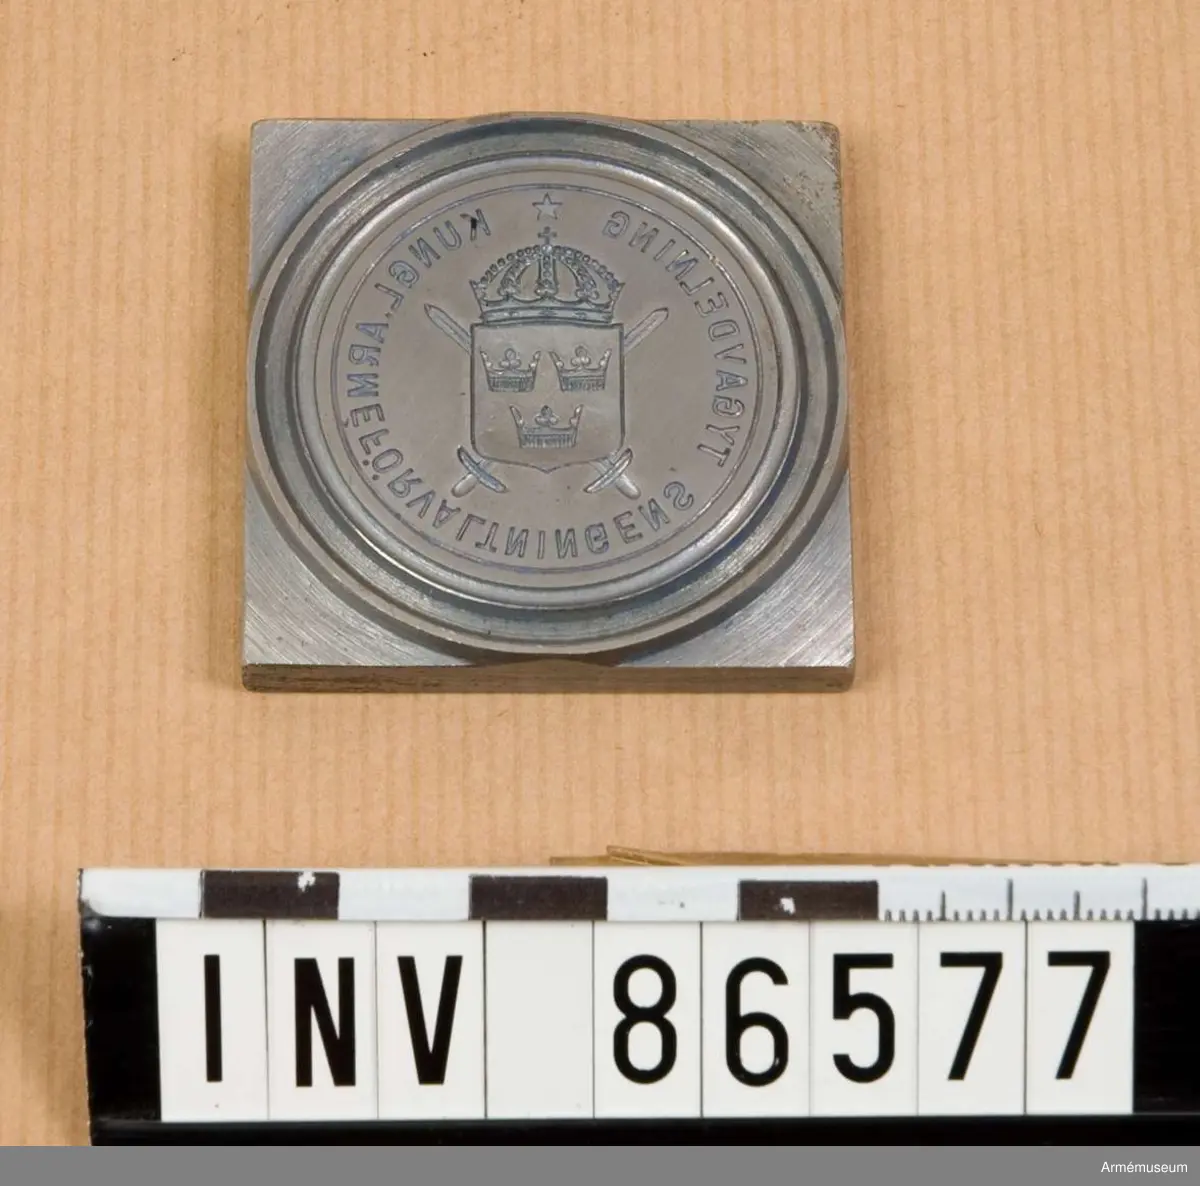 KUNGL. ARMÉFÖRVALTNINGENS TYGAVDELNING
INV 86577
Armémuseum